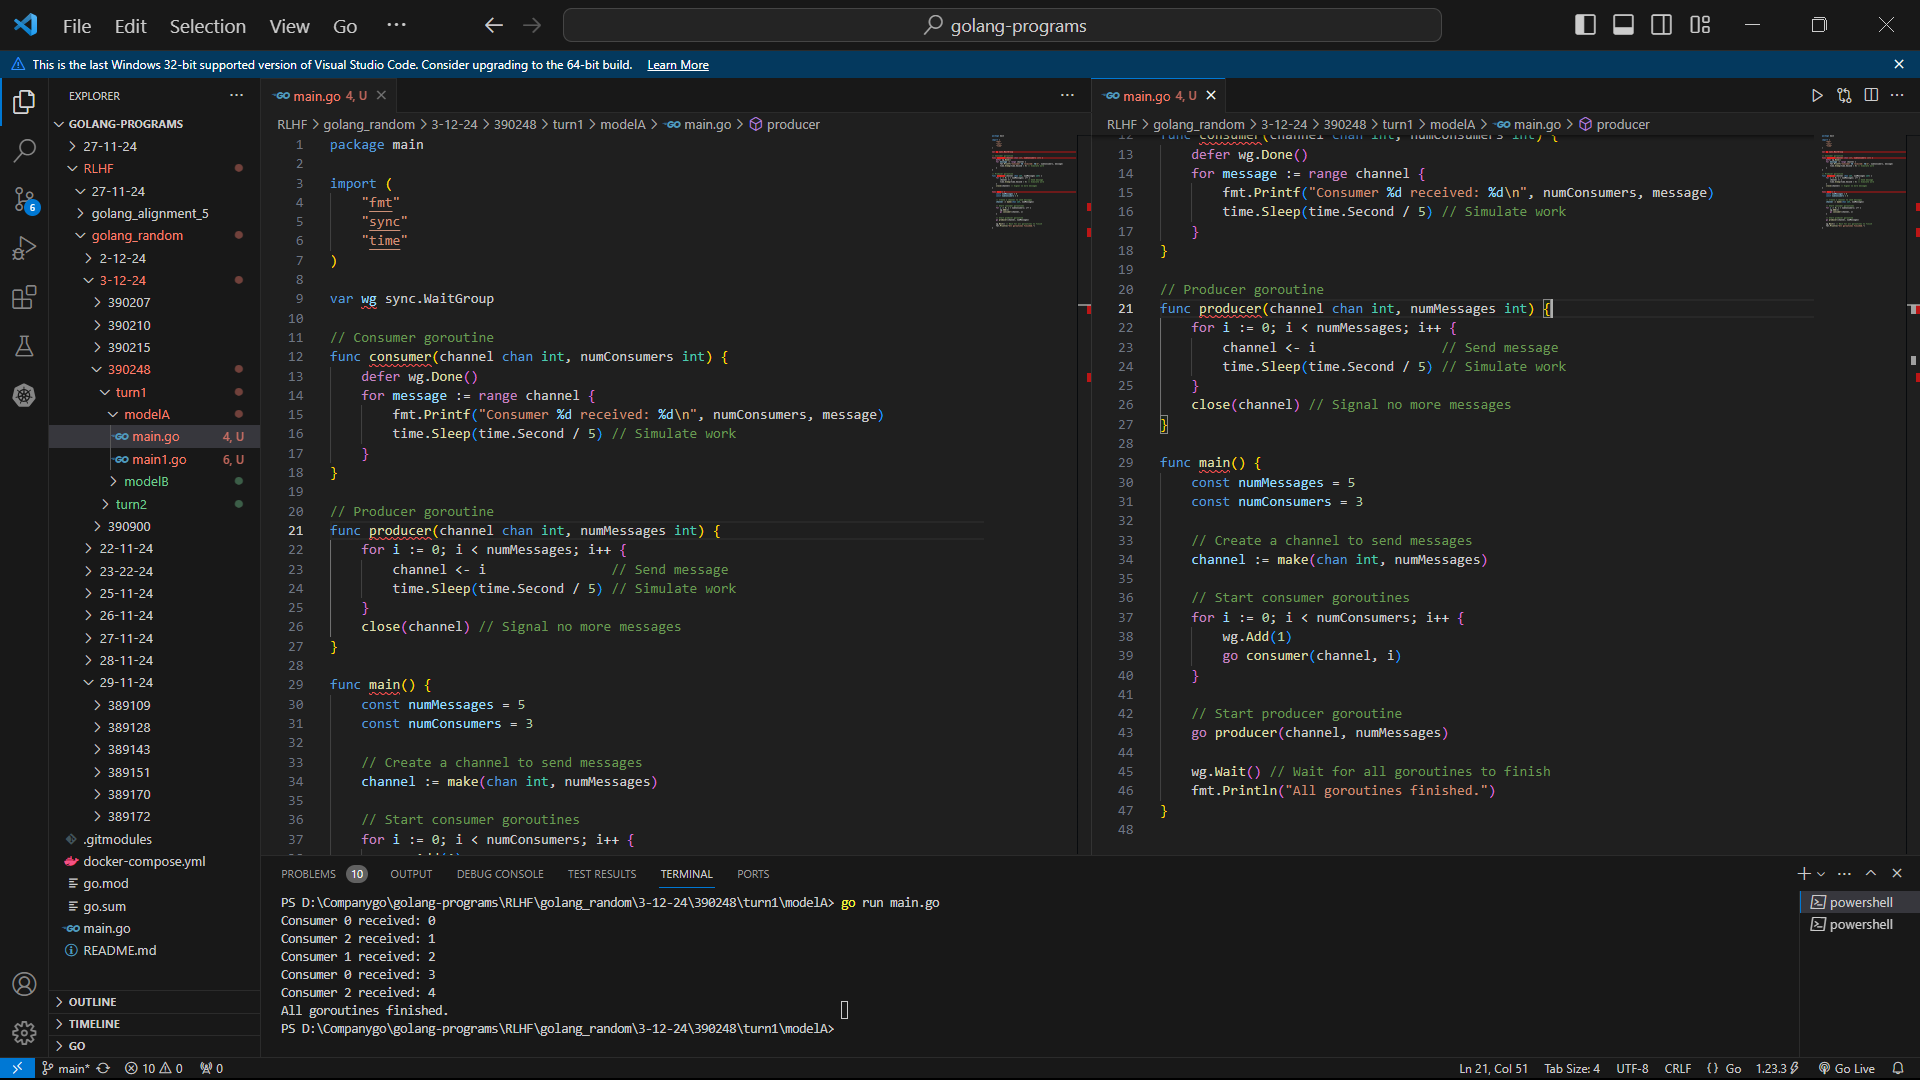 File Edit Selection View Go ··· golang-programs
This is the last Windows 32-bit supported version of Visual Studio Code. Consider upgrading to the 64-bit build. Learn More
EXPLORER
GOLANG-PROGRAMS
27-11-24
RLHF
27-11-24
golang_alignment_5
golang_random
2-12-24
3-12-24
390207
390210
390215
390248
turn1
modelA
main.go 4, U
main1.go 6, U
modelB
turn2
390900
22-11-24
23-22-24
25-11-24
26-11-24
27-11-24
28-11-24
29-11-24
389109
389128
389143
389151
389170
389172
.gitmodules
docker-compose.yml
go.mod
go.sum
main.go
README.md
OUTLINE
TIMELINE
GO
6
main.go 4, U
RLHF > golang_random > 3-12-24 > 390248 > turn1 > modelA > main.go > producer
1 package main
2
3 import (
4 "fmt"
5 "sync"
6 "time"
7 )
8
9 var wg sync.WaitGroup
10
11 // Consumer goroutine
12 func consumer(channel chan int, numConsumers int) {
13 defer wg.Done()
14 for message := range channel {
15 fmt.Printf("Consumer %d received: %d\n", numConsumers, message)
16 time.Sleep(time.Second / 5) // Simulate work
17 }
18 }
19
20 // Producer goroutine
21 func producer(channel chan int, numMessages int) {
22 for i := 0; i < numMessages; i++ {
23 channel <- i // Send message
24 time.Sleep(time.Second / 5) // Simulate work
25 }
26 close(channel) // Signal no more messages
27 }
28
29 func main() {
30 const numMessages = 5
31 const numConsumers = 3
32
33 // Create a channel to send messages
34 channel := make(chan int, numMessages)
35
36 // Start consumer goroutines
37 for i := 0; i < numConsumers; i++ {
main.go 4, U
RLHF > golang_random > 3-12-24 > 390248 > turn1 > modelA > main.go > producer
12 func consumer(channel chan int, numConsumers int) {
13 defer wg.Done()
14 for message := range channel {
15 fmt.Printf("Consumer %d received: %d\n", numConsumers, message)
16 time.Sleep(time.Second / 5) // Simulate work
17 }
18 }
19
20 // Producer goroutine
21 func producer(channel chan int, numMessages int) {
22 for i := 0; i < numMessages; i++ {
23 channel <- i // Send message
24 time.Sleep(time.Second / 5) // Simulate work
25 }
26 close(channel) // Signal no more messages
27 }
28
29 func main() {
30 const numMessages = 5
31 const numConsumers = 3
32
33 // Create a channel to send messages
34 channel := make(chan int, numMessages)
35
36 // Start consumer goroutines
37 for i := 0; i < numConsumers; i++ {
38 wg.Add(1)
39 go consumer(channel, i)
40 }
41
42 // Start producer goroutine
43 go producer(channel, numMessages)
44
45 wg.Wait() // Wait for all goroutines to finish
46 fmt.Println("All goroutines finished.")
47 }
48
PROBLEMS 10 OUTPUT DEBUG CONSOLE TEST RESULTS TERMINAL PORTS
PS D:\Companygo\golang-programs\RLHF\golang_random\3-12-24\390248\turn1\modelA> go run main.go
Consumer 0 received: 0
Consumer 2 received: 1
Consumer 1 received: 2
Consumer 0 received: 3
Consumer 2 received: 4
All goroutines finished.
PS D:\Companygo\golang-programs\RLHF\golang_random\3-12-24\390248\turn1\modelA>
powershell
powershell
main* 10 0 0 Ln 21, Col 51 Tab Size: 4 UTF-8 CRLF {} Go 1.23.3 Go Live